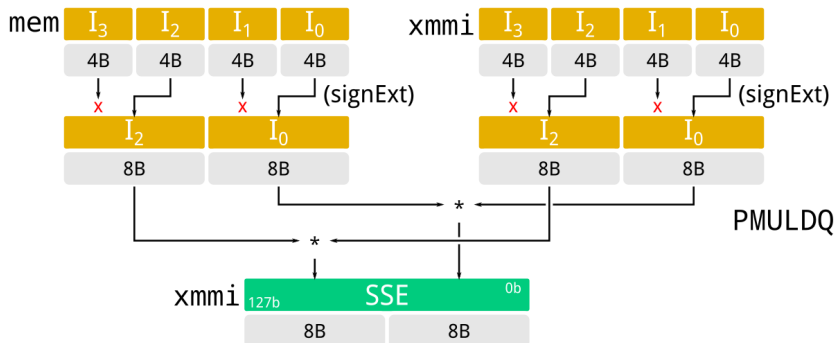 mem I₃ I₂ I₁ I₀ xmmi I₃ I₂ I₁ I₀
4B 4B 4B 4B 4B 4B 4B 4B
x x (signExt) x x (signExt)
I₂ I₀ I₂ I₀
8B 8B 8B 8B
*
PMULDQ
*
xmmi 127b SSE 0b
8B 8B